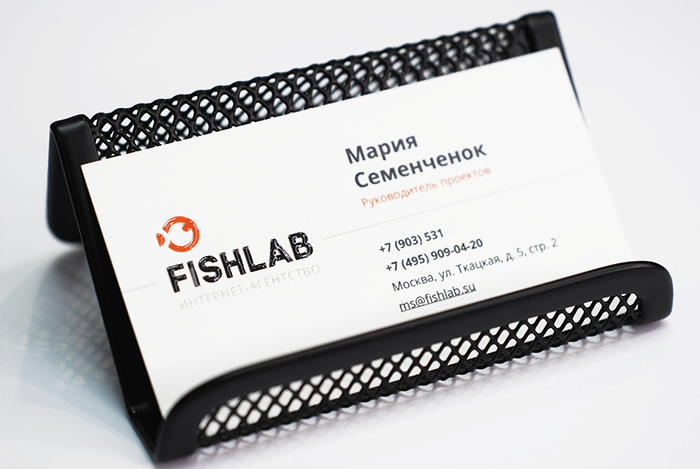 Мария
Семенченок
Руководитель проектов
FISHLAB
ИНТЕРНЕТ-АГЕНТСТВО
+7 (903) 531
+7 (495) 909-04-20
Москва, ул. Ткацкая, д. 5, стр. 2
ms@fishlab.su